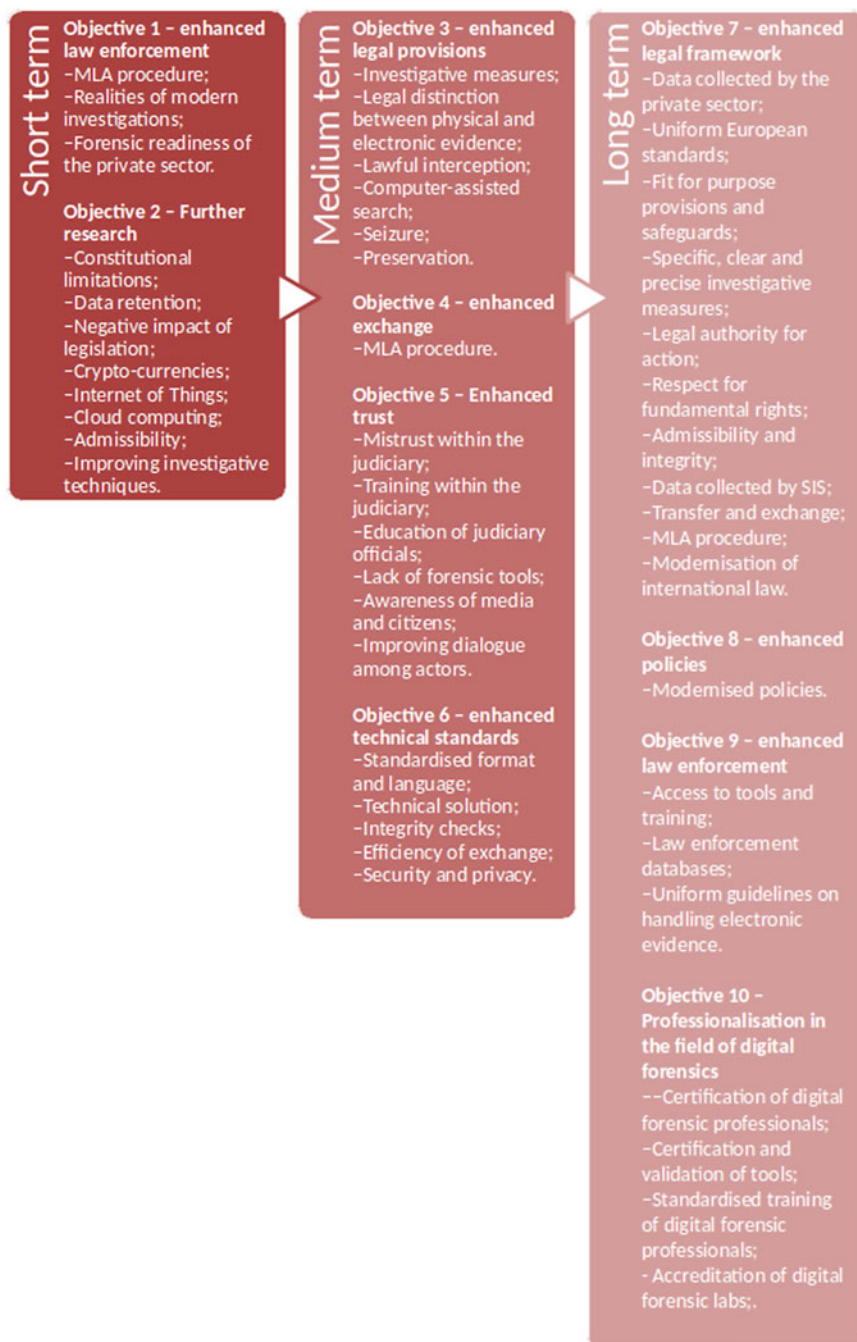 Short term
Objective 1 – enhanced
law enforcement
–MLA procedure;
–Realities of modern
investigations;
–Forensic readiness of
the private sector.
Objective 2 – Further
research
–Constitutional
limitations;
–Data retention;
–Negative impact of
legislation;
–Crypto-currencies;
–Internet of Things;
–Cloud computing;
–Admissibility;
–Improving investigative
techniques.
Medium term
Objective 3 – enhanced
legal provisions
–Investigative measures;
–Legal distinction
between physical and
electronic evidence;
–Lawful interception;
–Computer-assisted
search;
–Seizure;
–Preservation.
Objective 4 – enhanced
exchange
–MLA procedure.
Objective 5 – Enhanced
trust
–Mistrust within the
judiciary;
–Training within the
judiciary;
–Education of judiciary
officials;
–Lack of forensic tools;
–Awareness of media
and citizens;
–Improving dialogue
among actors.
Objective 6 – enhanced
technical standards
–Standardised format
and language;
–Technical solution;
–Integrity checks;
–Efficiency of exchange;
–Security and privacy.
Long term
Objective 7 – enhanced
legal framework
–Data collected by the
private sector;
–Uniform European
standards;
–Fit for purpose
provisions and
safeguards;
–Specific, clear and
precise investigative
measures;
–Legal authority for
action;
–Respect for
fundamental rights;
–Admissibility and
integrity;
–Data collected by SIS;
–Transfer and exchange;
–MLA procedure;
–Modernisation of
international law.
Objective 8 – enhanced
policies
–Modernised policies.
Objective 9 – enhanced
law enforcement
–Access to tools and
training;
–Law enforcement
databases;
–Uniform guidelines on
handling electronic
evidence.
Objective 10 –
Professionalisation in
the field of digital
forensics
––Certification of digital
forensic professionals;
–Certification and
validation of tools;
–Standardised training
of digital forensic
professionals;
- Accreditation of digital
forensic labs;.